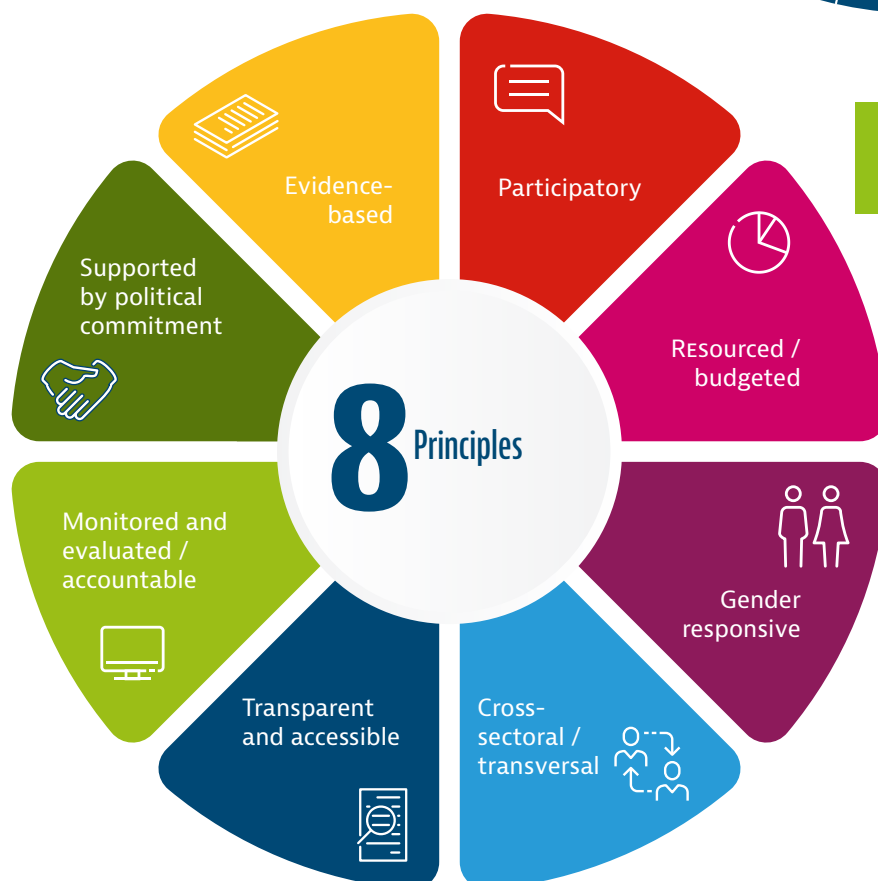 Evidence-
based
Participatory
Supported
by political
commitment
REsourced /
budgeted
8 Principles
Monitored and
evaluated /
accountable
Gender
responsive
Transparent
and accessible
Cross-
sectoral /
transversal